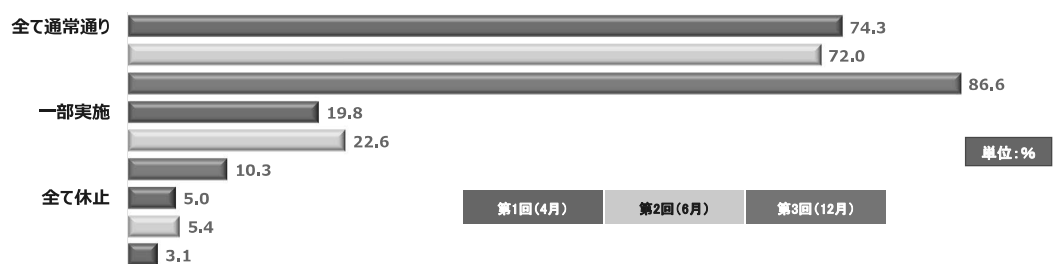 全て通常通り
74.3
72.0
86.6
一部実施
19.8
22.6
10.3
単位:%
全て休止
5.0
5.4
3.1
第1回(4月)
第2回(6月)
第3回(12月)